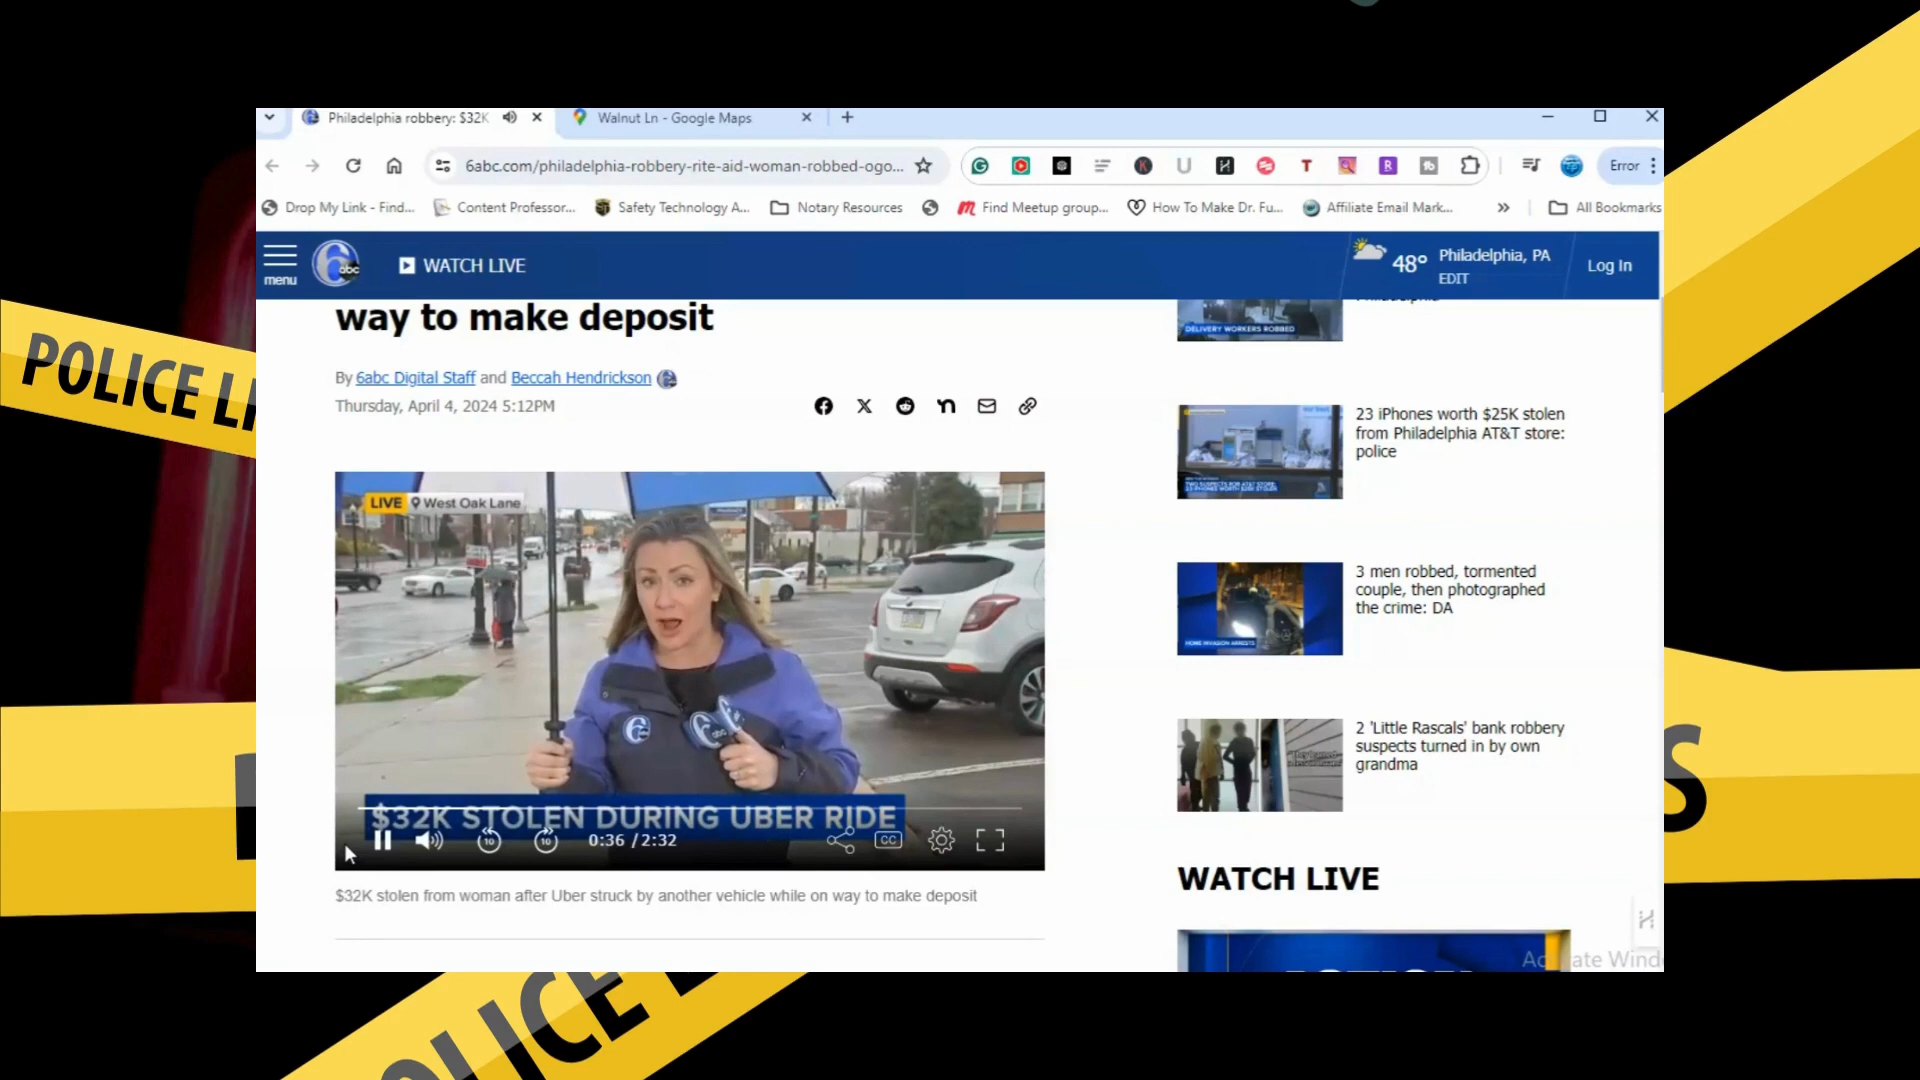 Philadelphia robbery: $32K
Walnut Ln - Google Maps
6abc.com/philadelphia-robbery-rite-aid-woman-robbed-ogo...
Error
Drop My Link - Find...
Content Professor...
Safety Technology A...
Notary Resources
Find Meetup group...
How To Make Dr. Fu...
Affiliate Email Mark...
All Bookmarks
menu
6abc
WATCH LIVE
48°
Philadelphia, PA
EDIT
Log In
way to make deposit
By 6abc Digital Staff and Beccah Hendrickson
Thursday, April 4, 2024 5:12PM
LIVE West Oak Lane
$32K STOLEN DURING UBER RIDE
0:36 / 2:32
CC
$32K stolen from woman after Uber struck by another vehicle while on way to make deposit
DELIVERY WORKERS ROBBED
23 iPhones worth $25K stolen
from Philadelphia AT&T store:
police
3 men robbed, tormented
couple, then photographed
the crime: DA
HOME INVASION ARRESTS
2 'Little Rascals' bank robbery
suspects turned in by own
grandma
WATCH LIVE
POLICE LI
OLICE L
S